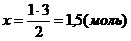 x = 1·3/2 = 1,5 (моль)